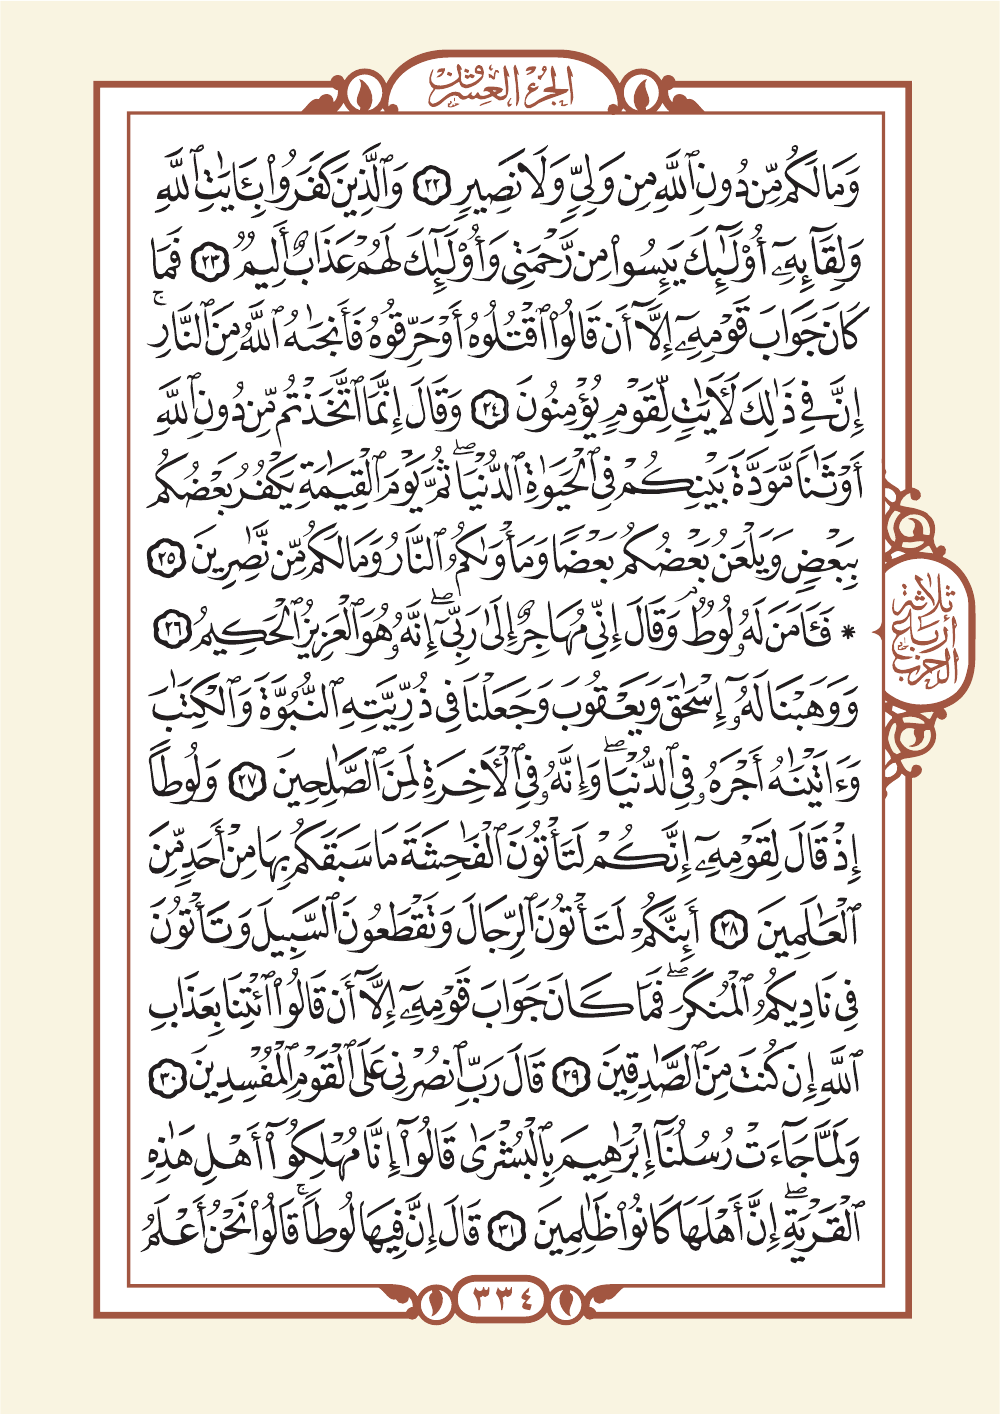 الجزء العشرون
وَمَا لَكُم مِّن دُونِ ٱللَّهِ مِن وَلِيٍّ وَلَا نَصِيرٍ ٢٢ وَٱلَّذِينَ كَفَرُوا۟ بِـَٔايَٰتِ ٱللَّهِ
وَلِقَآئِهِۦٓ أُو۟لَٰٓئِكَ يَئِسُوا۟ مِن رَّحْمَتِى وَأُو۟لَٰٓئِكَ لَهُمْ عَذَابٌ أَلِيمٌ ٢٣ فَمَا
كَانَ جَوَابَ قَوْمِهِۦٓ إِلَّآ أَن قَالُوا۟ ٱقْتُلُوهُ أَوْ حَرِّقُوهُ فَأَنجَىٰهُ ٱللَّهُ مِنَ ٱلنَّارِ ۚ
إِنَّ فِى ذَٰلِكَ لَـَٔايَٰتٍ لِّقَوْمٍ يُؤْمِنُونَ ٢٤ وَقَالَ إِنَّمَا ٱتَّخَذْتُم مِّن دُونِ ٱللَّهِ
أَوْثَٰنًا مَّوَدَّةَ بَيْنِكُمْ فِى ٱلْحَيَوٰةِ ٱلدُّنْيَا ۖ ثُمَّ يَوْمَ ٱلْقِيَٰمَةِ يَكْفُرُ بَعْضُكُم
بِبَعْضٍ وَيَلْعَنُ بَعْضُكُم بَعْضًا وَمَأْوَىٰكُمُ ٱلنَّارُ وَمَا لَكُم مِّن نَّٰصِرِينَ ٢٥
* فَـَٔامَنَ لَهُۥ لُوطٌ ۘ وَقَالَ إِنِّى مُهَاجِرٌ إِلَىٰ رَبِّىٓ ۖ إِنَّهُۥ هُوَ ٱلْعَزِيزُ ٱلْحَكِيمُ ٢٦
وَوَهَبْنَا لَهُۥٓ إِسْحَٰقَ وَيَعْقُوبَ وَجَعَلْنَا فِى ذُرِّيَّتِهِ ٱلنُّبُوَّةَ وَٱلْكِتَٰبَ
وَءَاتَيْنَٰهُ أَجْرَهُۥ فِى ٱلدُّنْيَا ۖ وَإِنَّهُۥ فِى ٱلْـَٔاخِرَةِ لَمِنَ ٱلصَّٰلِحِينَ ٢٧ وَلُوطًا
إِذْ قَالَ لِقَوْمِهِۦٓ إِنَّكُمْ لَتَأْتُونَ ٱلْفَٰحِشَةَ مَا سَبَقَكُم بِهَا مِنْ أَحَدٍ مِّنَ
ٱلْعَٰلَمِينَ ٢٨ أَئِنَّكُمْ لَتَأْتُونَ ٱلرِّجَالَ وَتَقْطَعُونَ ٱلسَّبِيلَ وَتَأْتُونَ
فِى نَادِيكُمُ ٱلْمُنكَرَ ۖ فَمَا كَانَ جَوَابَ قَوْمِهِۦٓ إِلَّآ أَن قَالُوا۟ ٱئْتِنَا بِعَذَابِ
ٱللَّهِ إِن كُنتَ مِنَ ٱلصَّٰدِقِينَ ٢٩ قَالَ رَبِّ ٱنصُرْنِى عَلَى ٱلْقَوْمِ ٱلْمُفْسِدِينَ ٣٠
وَلَمَّا جَآءَتْ رُسُلُنَآ إِبْرَٰهِيمَ بِٱلْبُشْرَىٰ قَالُوٓا۟ إِنَّا مُهْلِكُوٓا۟ أَهْلِ هَٰذِهِ
ٱلْقَرْيَةِ ۖ إِنَّ أَهْلَهَا كَانُوا۟ ظَٰلِمِينَ ٣١ قَالَ إِنَّ فِيهَا لُوطًا ۚ قَالُوا۟ نَحْنُ أَعْلَمُ
ثلاثة
أرباع
الحزب
٣٣٤